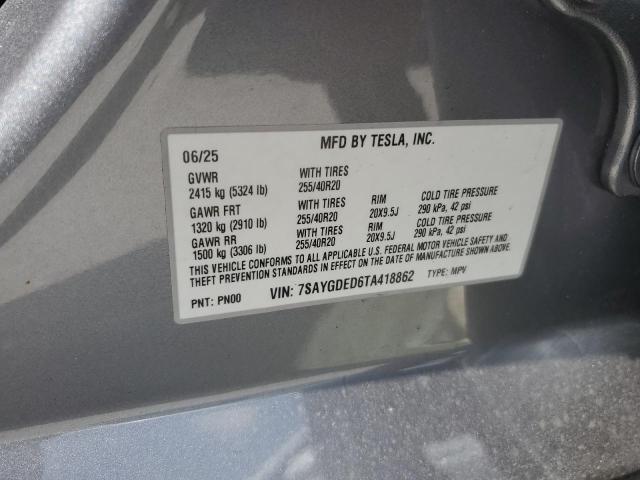 MFD BY TESLA, INC.
06/25
GVWR WITH TIRES
2415 kg (5324 lb) 255/40R20
GAWR FRT WITH TIRES RIM COLD TIRE PRESSURE
1320 kg (2910 lb) 255/40R20 20X9.5J 290 kPa, 42 psi
GAWR RR WITH TIRES RIM COLD TIRE PRESSURE
1500 kg (3306 lb) 255/40R20 20X9.5J 290 kPa, 42 psi
THIS VEHICLE CONFORMS TO ALL APPLICABLE U.S. FEDERAL MOTOR VEHICLE SAFETY AND
THEFT PREVENTION STANDARDS IN EFFECT ON THE DATE OF MANUFACTURE SHOWN ABOVE.
PNT: PN00 VIN: 7SAYGDED6TA418862 TYPE: MPV